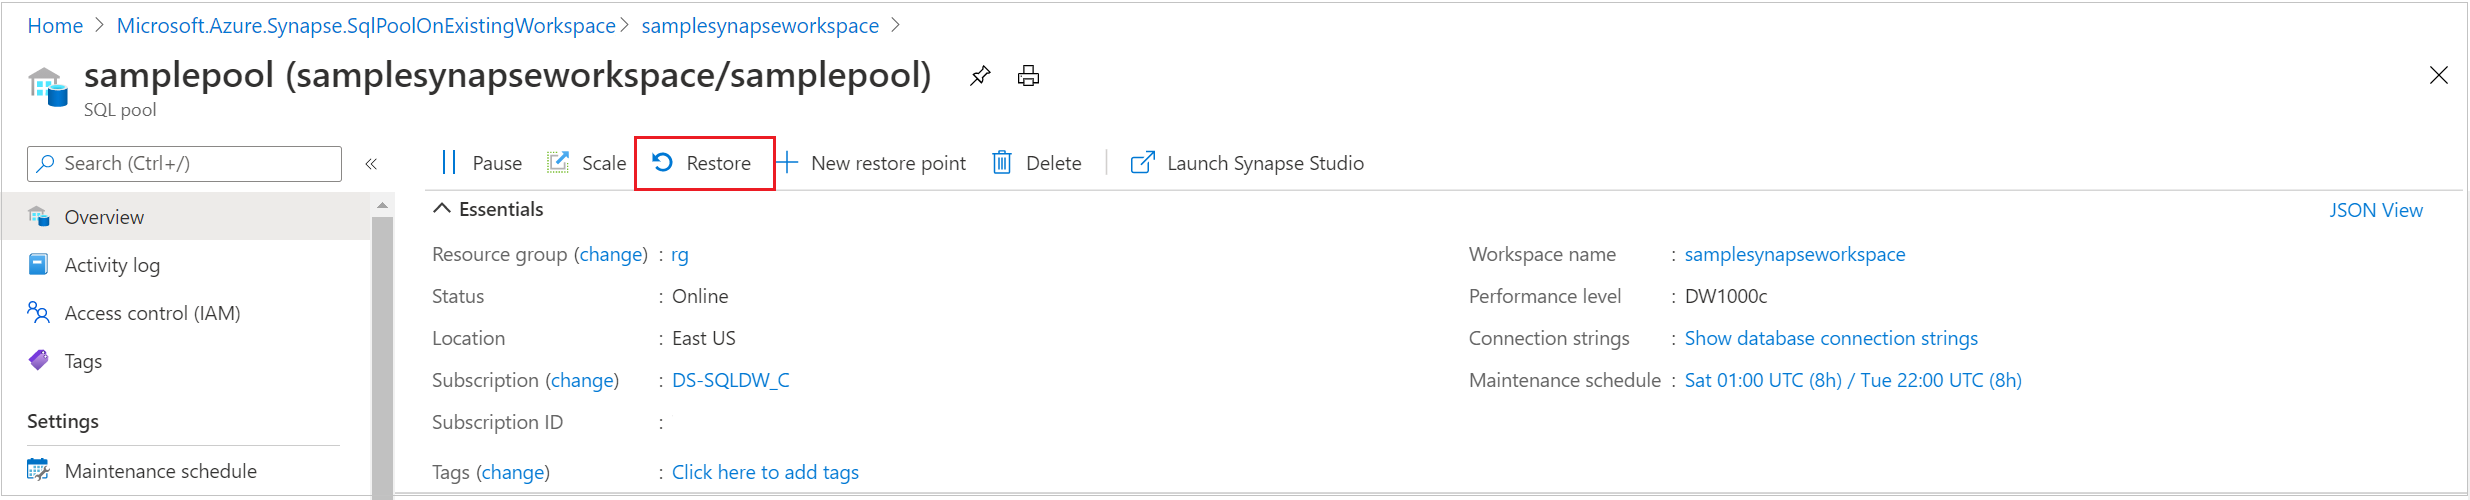 Home > Microsoft.Azure.Synapse.SqlPoolOnExistingWorkspace > samplesynapseworkspace >
samplepool (samplesynapseworkspace/samplepool)
SQL pool
Search (Ctrl+/)
«
Pause Scale Restore New restore point Delete Launch Synapse Studio
Overview
Activity log
Access control (IAM)
Tags
Settings
Maintenance schedule
Essentials
JSON View
Resource group (change) : rg
Status : Online
Location : East US
Subscription (change) : DS-SQLDW_C
Subscription ID :
Tags (change) : Click here to add tags
Workspace name : samplesynapseworkspace
Performance level : DW1000c
Connection strings : Show database connection strings
Maintenance schedule : Sat 01:00 UTC (8h) / Tue 22:00 UTC (8h)